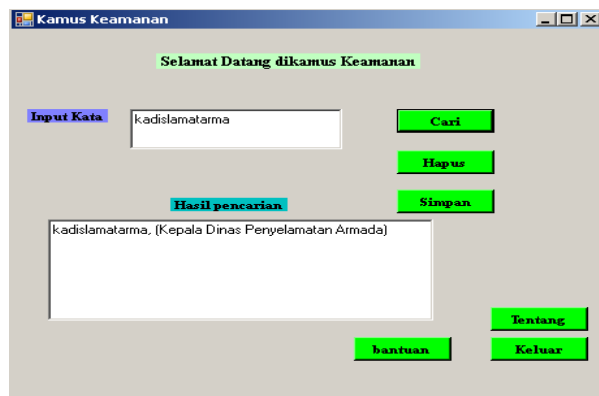 Kamus Keamanan
Selamat Datang dikamus Keamanan
Input Kata
kadislamatarma
Cari
Hapus
Simpan
Hasil pencarian
kadislamatarma, (Kepala Dinas Penyelamatan Armada)
Tentang
bantuan
Keluar